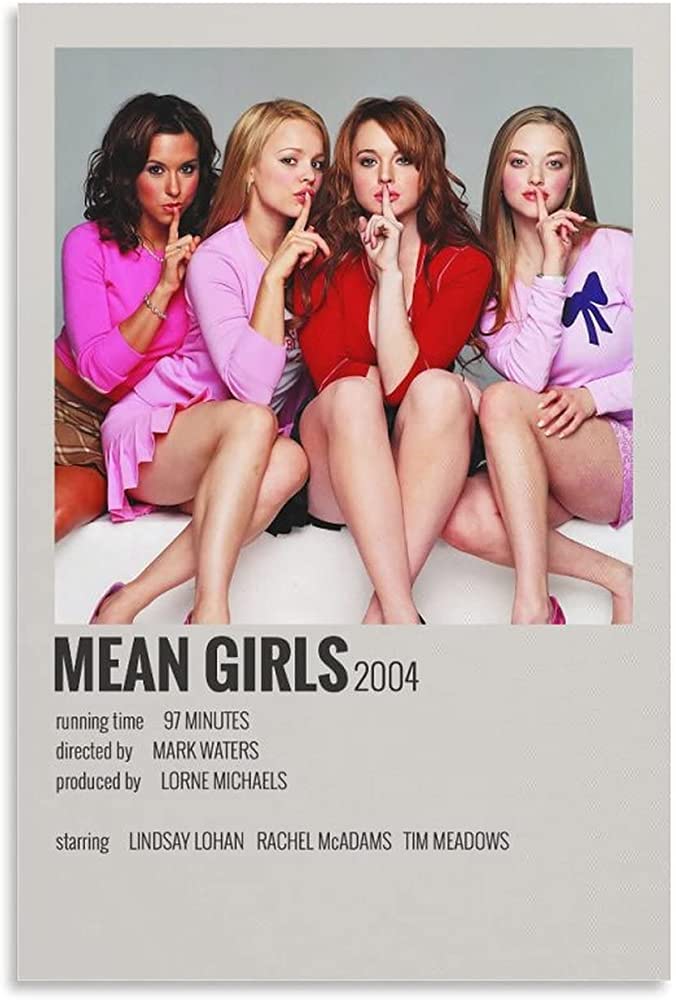 MEAN GIRLS 2004
running time 97 MINUTES
directed by MARK WATERS
produced by LORNE MICHAELS
starring LINDSAY LOHAN RACHEL McADAMS TIM MEADOWS